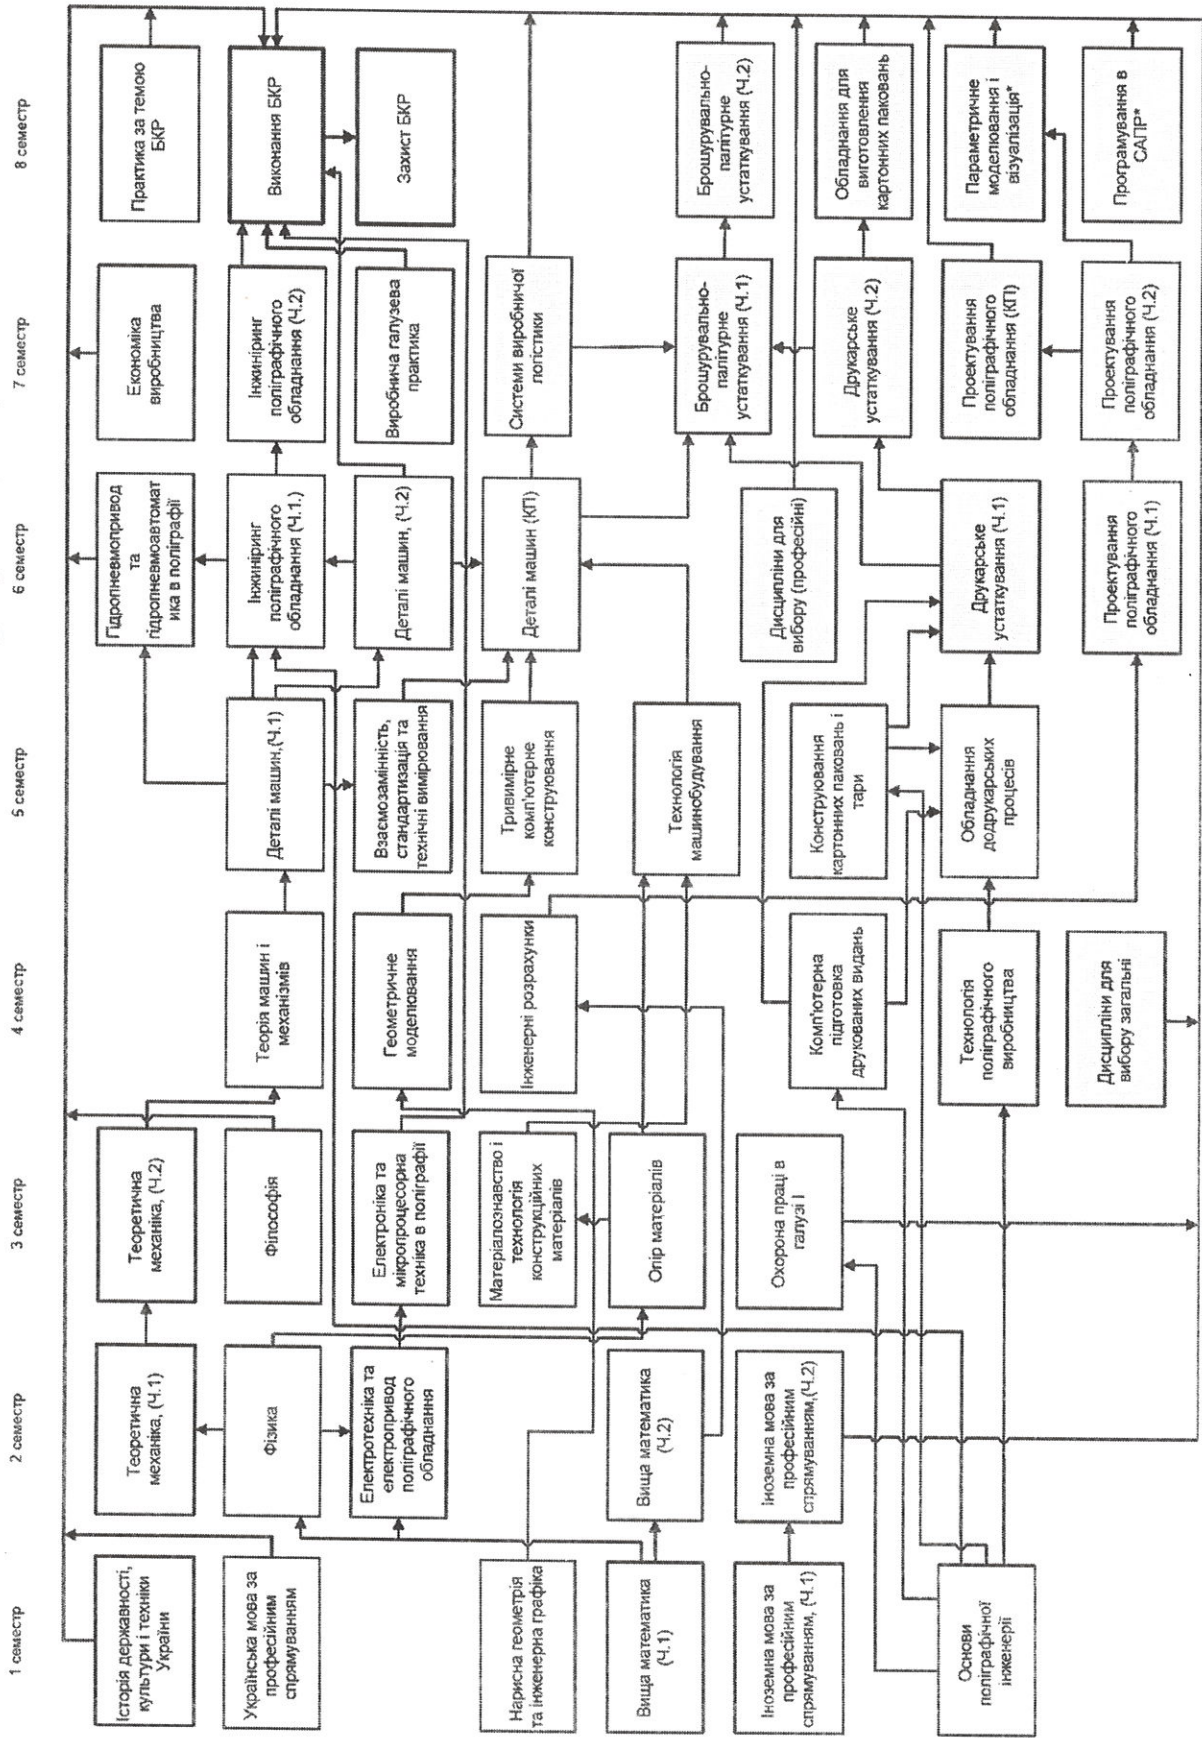 1 семестр
2 семестр
3 семестр
4 семестр
5 семестр
6 семестр
7 семестр
8 семестр
Історія державності,
культури і техніки
України
Українська мова за
професійним
спрямуванням
Нарисна геометрія
та інженерна графіка
Вища математика
(Ч.1)
Іноземна мова за
професійним
спрямуванням, (Ч.1)
Основи
поліграфічної
інженерії
Теоретична
механіка, (Ч.1)
Фізика
Електротехніка та
електропривод
поліграфічного
обладнання
Вища математика
(Ч.2)
Іноземна мова за
професійним
спрямуванням,(Ч.2)
Теоретична
механіка, (Ч.2)
Філософія
Електроніка та
мікропроцесорна
техніка в поліграфії
Матеріалознавство і
технологія
конструкційних
матеріалів
Опір матеріалів
Охорона праці в
галузі І
Теорія машин і
механізмів
Геометричне
моделювання
Інженерні розрахунки
Комп'ютерна
підготовка
друкованих видань
Технологія
поліграфічного
виробництва
Дисципліни для
вибору загальні
Деталі машин,(Ч.1)
Взаємозамінність,
стандартизація та
технічні вимірювання
Тривимірне
комп'ютерне
конструювання
Технологія
машинобудування
Конструювання
картонних паковань і
тари
Обладнання
додрукарських
процесів
Гідропневмопривод
та
гідропневмоавтомат
ика в поліграфії
Інжиніринг
поліграфічного
обладнання (Ч.1.)
Деталі машин, (Ч.2)
Деталі машин (КП)
Дисципліни для
вибору (професійні)
Друкарське
устаткування (Ч.1)
Проектування
поліграфічного
обладнання (Ч.1)
Економіка
виробництва
Інжиніринг
поліграфічного
обладнання (Ч.2)
Виробнича галузева
практика
Системи виробничої
логістики
Брошурувально-
палітурне
устаткування (Ч.1)
Друкарське
устаткування (Ч.2)
Проектування
поліграфічного
обладнання (КП)
Проектування
поліграфічного
обладнання (Ч.2)
Практика за темою
БКР
Виконання БКР
Захист БКР
Брошурувально-
палітурне
устаткування (Ч.2)
Обладнання для
виготовлення
картонних паковань
Параметричне
моделювання і
візуалізація*
Програмування в
САПР*